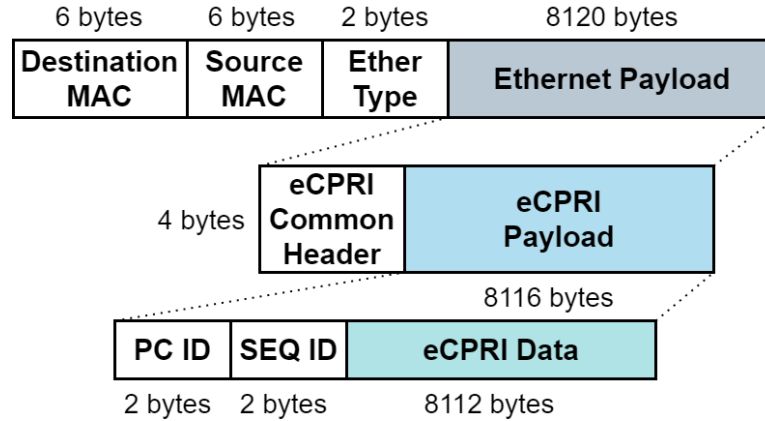 6 bytes 6 bytes 2 bytes 8120 bytes
Destination Source Ether Ethernet Payload
MAC MAC Type
eCPRI
Common
Header
eCPRI
Payload
4 bytes
8116 bytes
PC ID SEQ ID eCPRI Data
2 bytes 2 bytes 8112 bytes